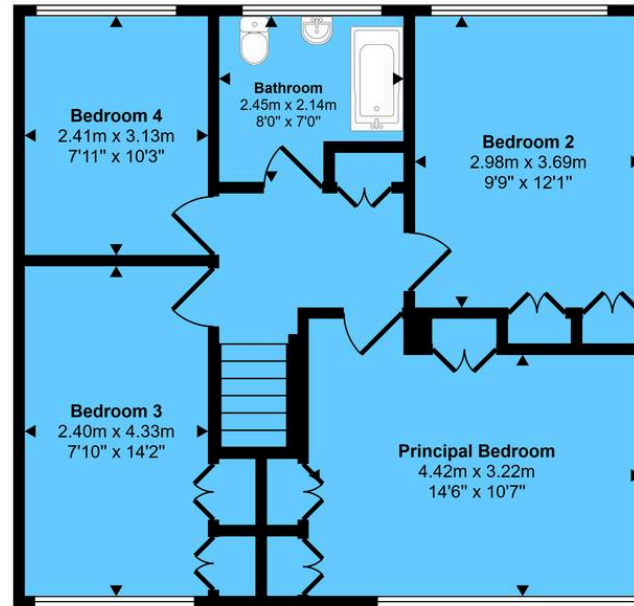 Bedroom 4
2.41m x 3.13m
7'11" x 10'3"
Bathroom
2.45m x 2.14m
8'0" x 7'0"
Bedroom 2
2.98m x 3.69m
9'9" x 12'1"
Bedroom 3
2.40m x 4.33m
7'10" x 14'2"
Principal Bedroom
4.42m x 3.22m
14'6" x 10'7"